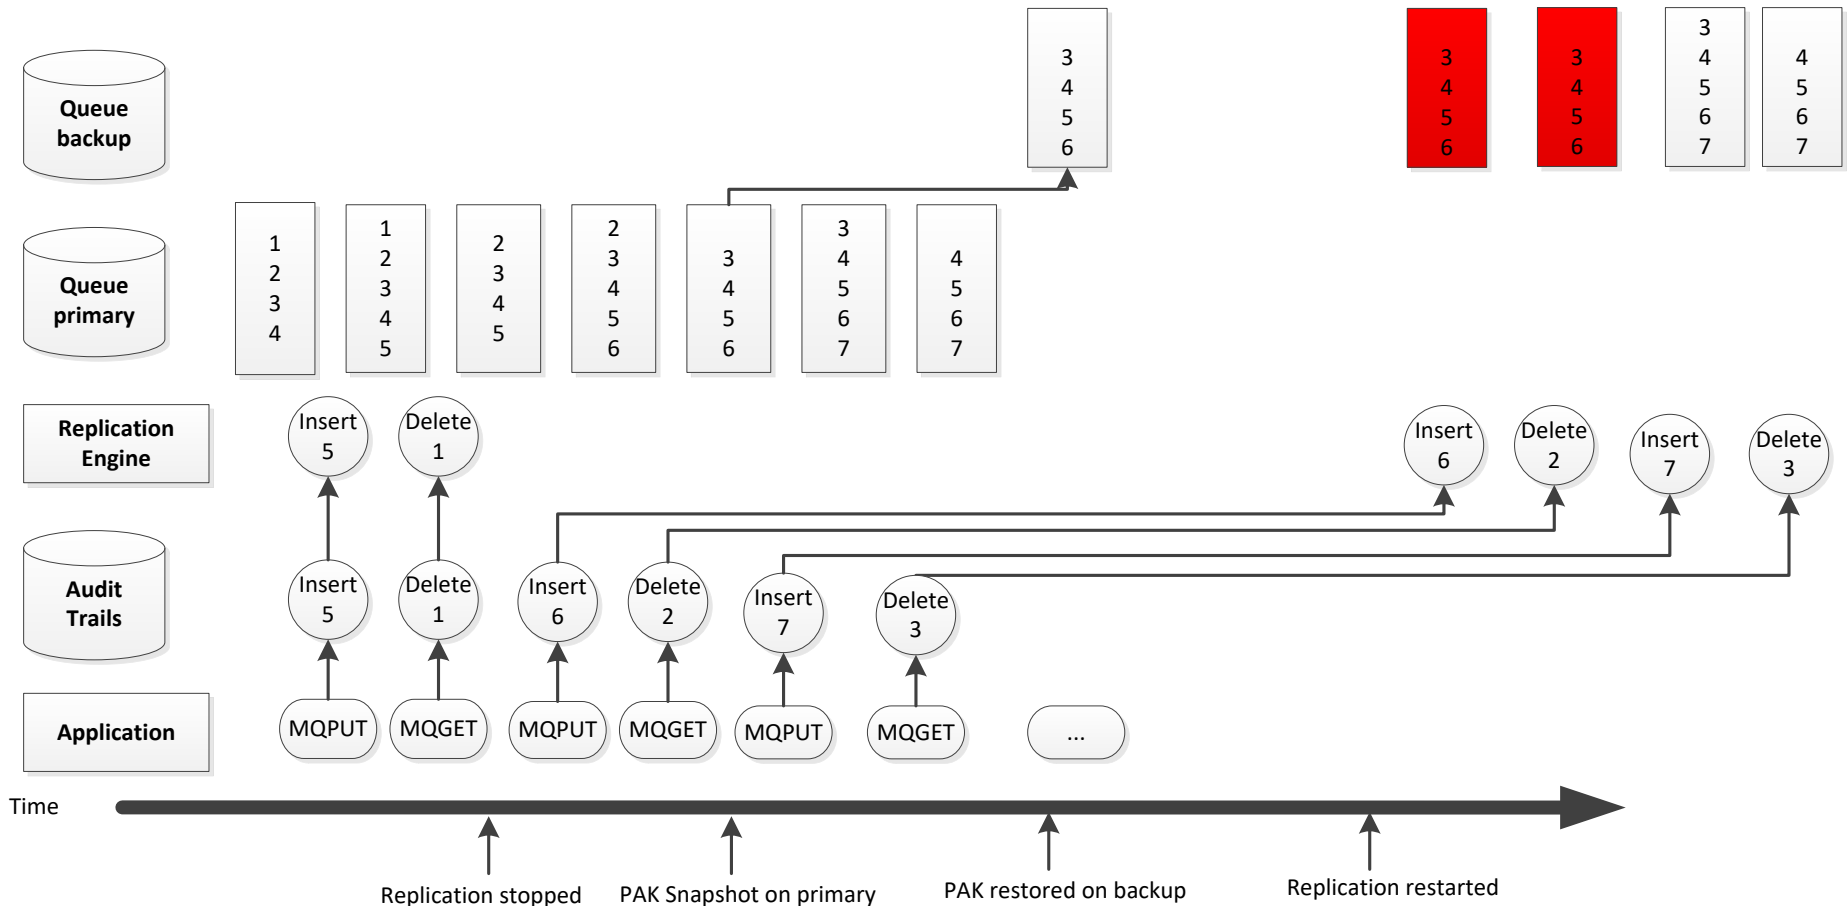 Queue
backup
3
4
5
6
3
4
5
6
3
4
5
6
3
4
5
6
7
4
5
6
7
Queue
primary
1
2
3
4
1
2
3
4
5
2
3
4
5
2
3
4
5
6
3
4
5
6
3
4
5
6
7
4
5
6
7
Replication
Engine
Insert
5
Delete
1
Insert
6
Delete
2
Insert
7
Delete
3
Audit
Trails
Insert
5
Delete
1
Insert
6
Delete
2
Insert
7
Delete
3
Application
MQPUT
MQGET
MQPUT
MQGET
MQPUT
MQGET
...
Time
Replication stopped
PAK Snapshot on primary
PAK restored on backup
Replication restarted